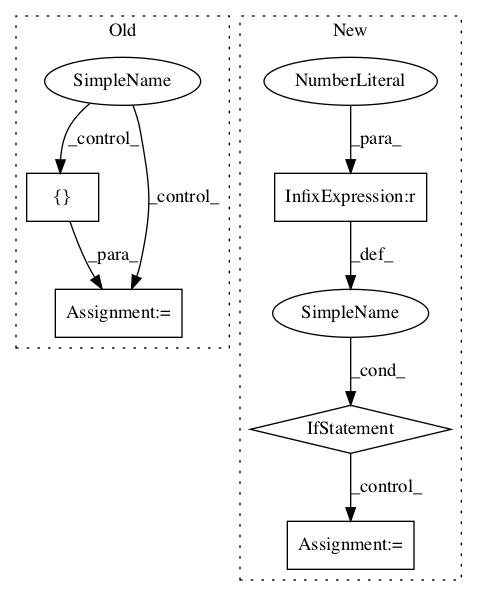 Old
New
SimpleName
NumberLiteral
_control_
_control_
_para_
{}
InfixExpression:r
_para_
_def_
Assignment:=
SimpleName
_cond_
IfStatement
_control_
Assignment:=